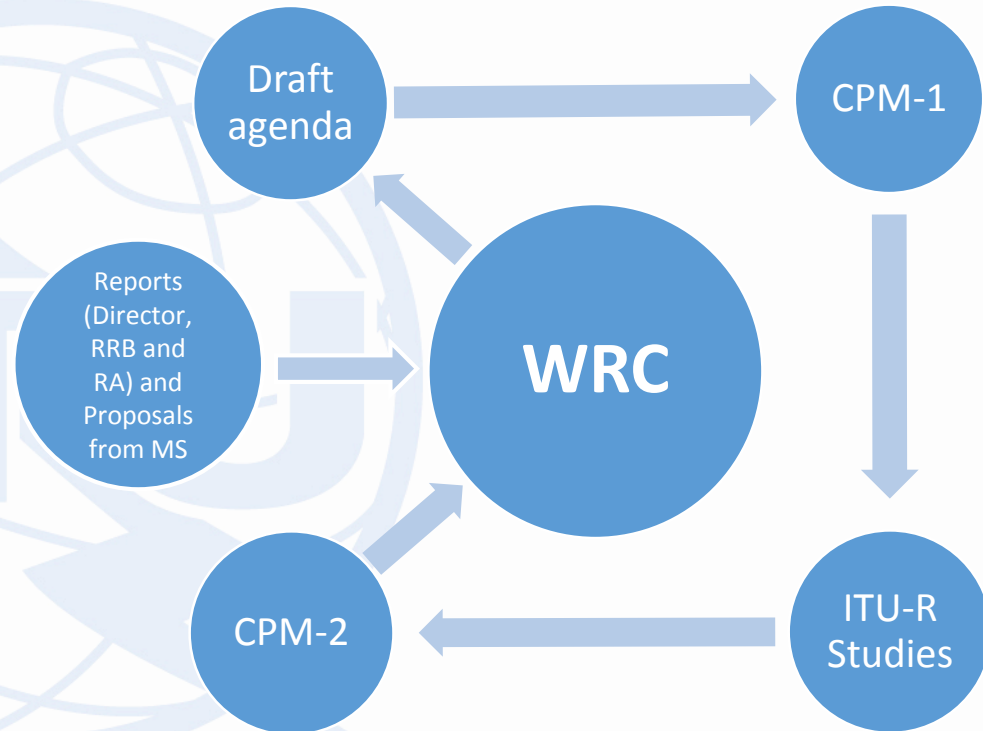 Draft
agenda
CPM-1
Reports
(Director,
RRB and
RA) and
Proposals
from MS
WRC
CPM-2
ITU-R
Studies